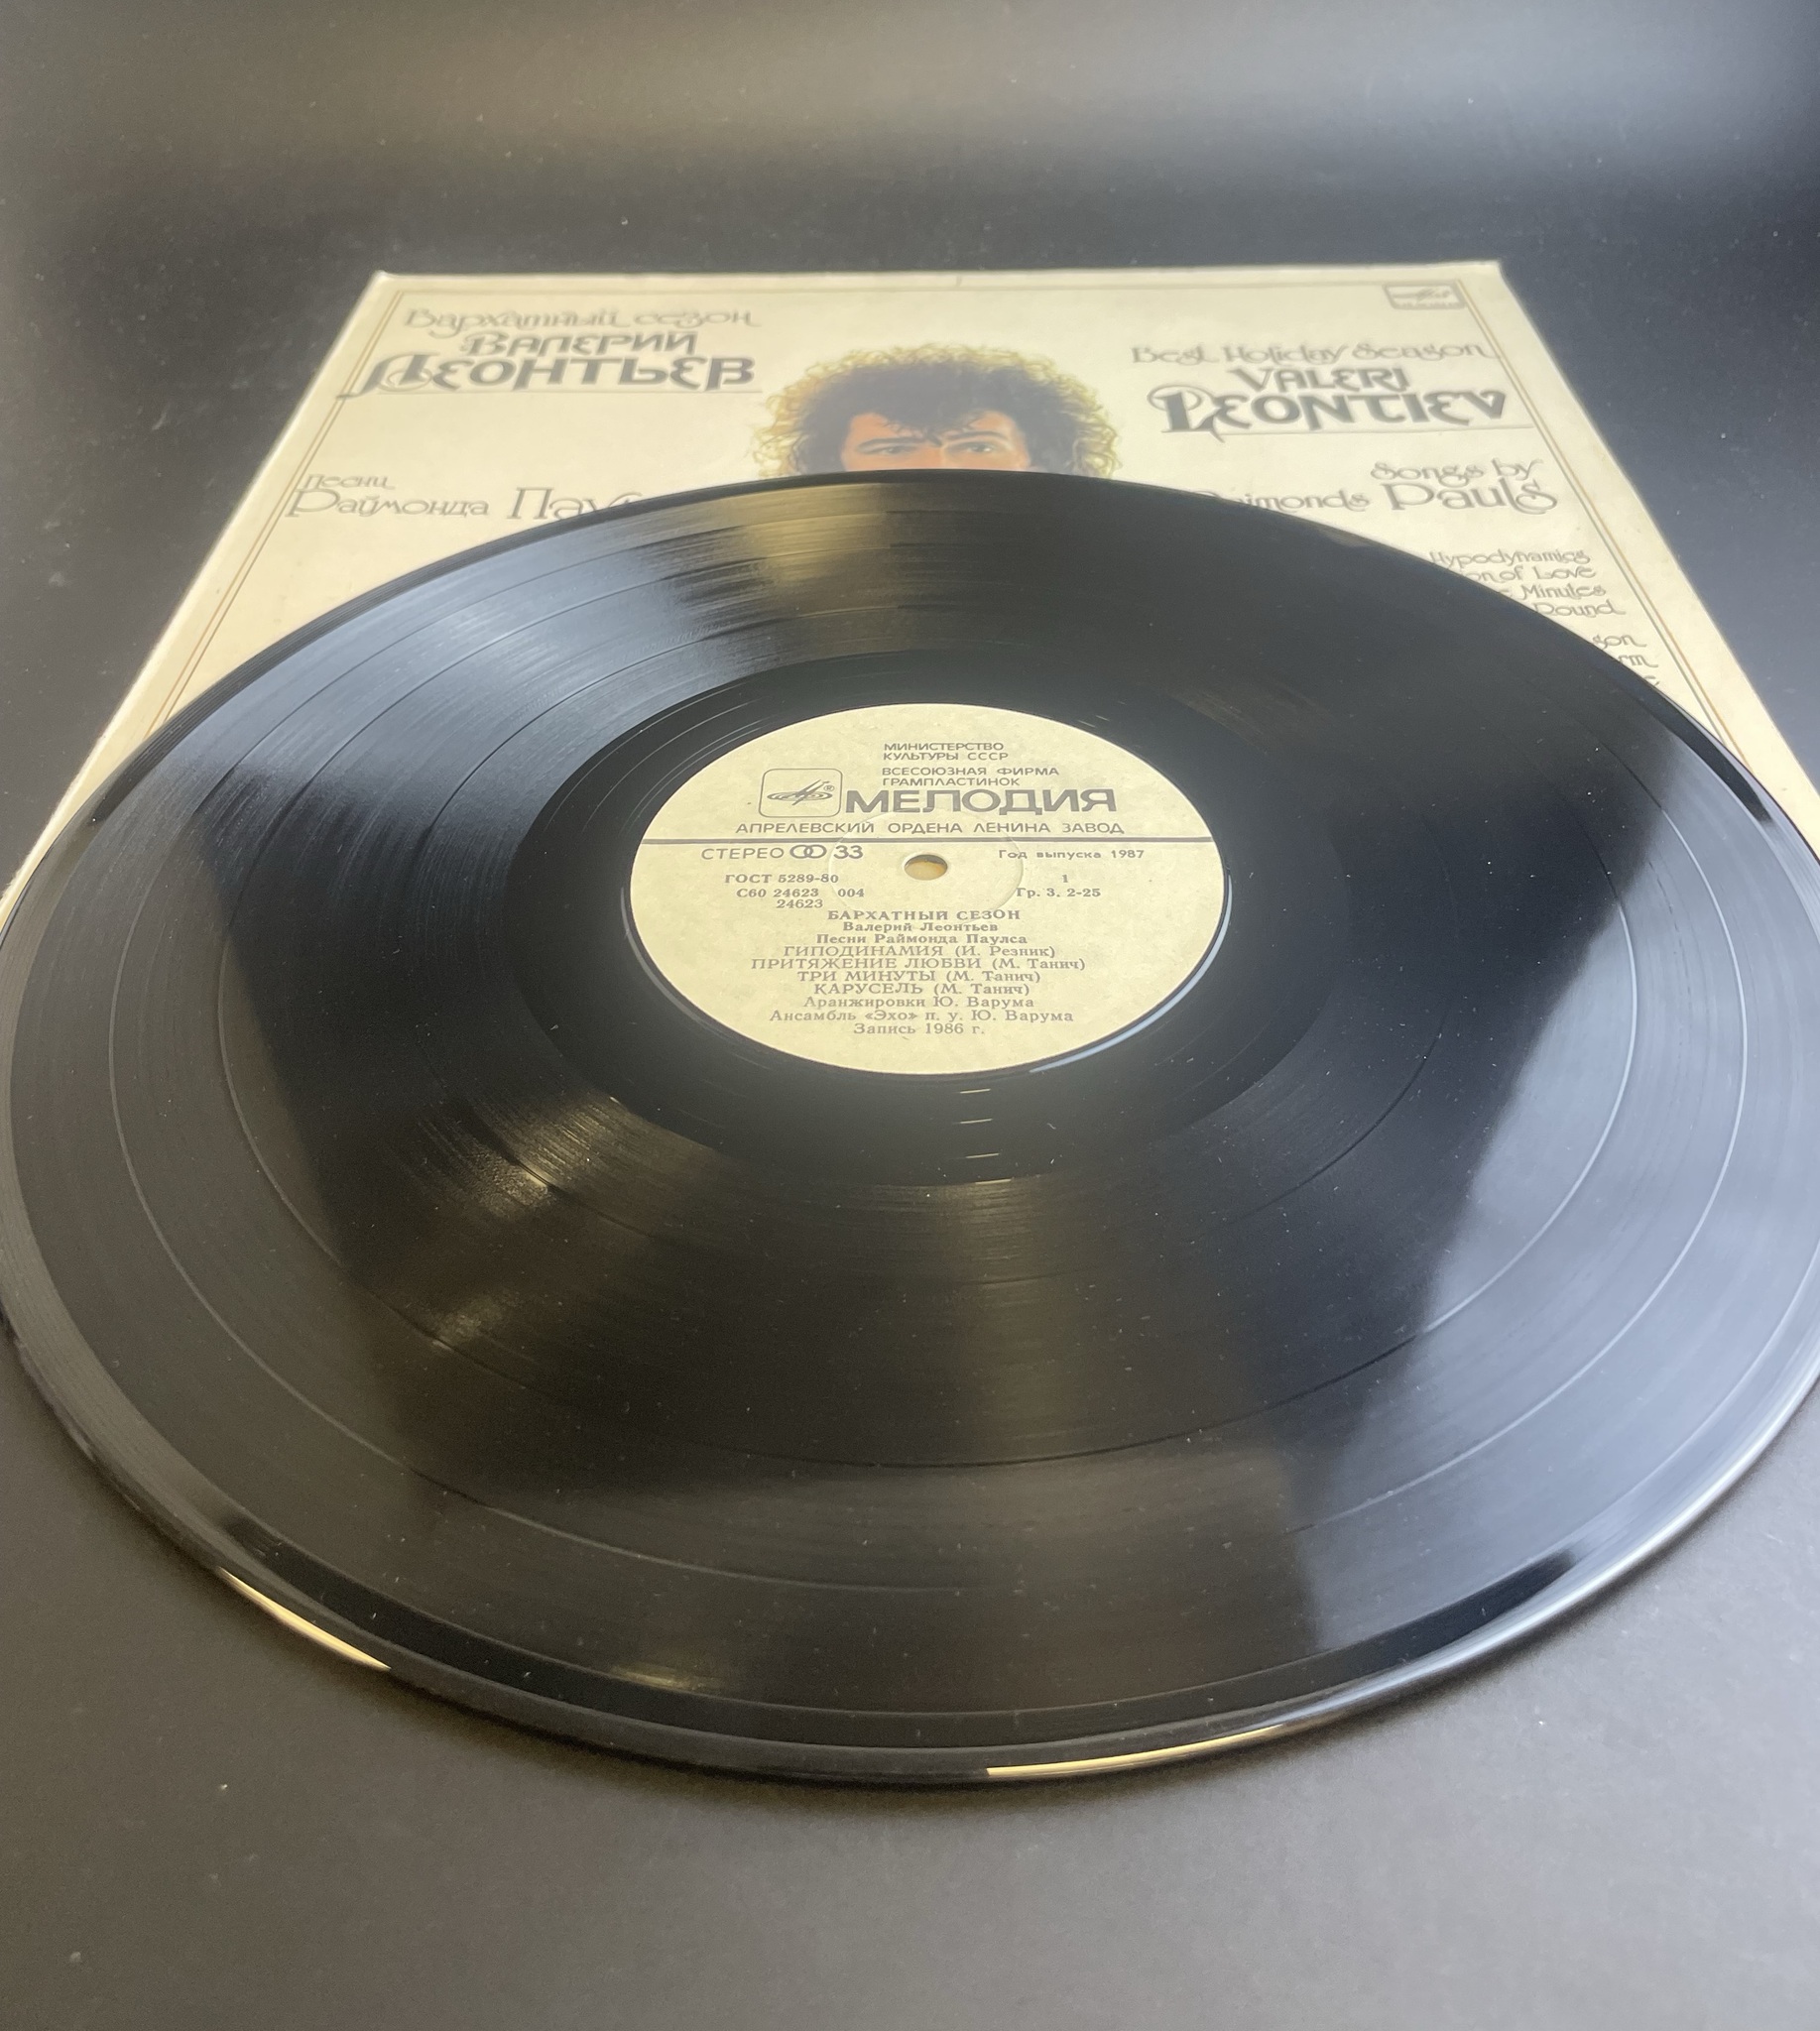 Бархатный сезон
ВАЛЕРИЙ
ЛЕОНТЬЕВ
Best Holiday Season
VALERI
LEONTIEV
Песни
Раймонда
Songs by
Pauls
Hypodynamics
of Love
Minutes
Round
МИНИСТЕРСТВО
КУЛЬТУРЫ СССР
ВСЕСОЮЗНАЯ ФИРМА
ГРАМПЛАСТИНОК
МЕЛОДИЯ
АПРЕЛЕВСКИЙ ОРДЕНА ЛЕНИНА ЗАВОД
СТЕРЕО 33 Год выпуска 1987
ГОСТ 5289-80 1
С60 24623 004 Гр. 3. 2-25
24623
БАРХАТНЫЙ СЕЗОН
Валерий Леонтьев
Песни Раймонда Паулса
ГИПОДИНАМИЯ (И. Резник)
ПРИТЯЖЕНИЕ ЛЮБВИ (М. Танич)
ТРИ МИНУТЫ (М. Танич)
КАРУСЕЛЬ (М. Танич)
Аранжировки Ю. Варума
Ансамбль «Эхо» п. у. Ю. Варума
Запись 1986 г.